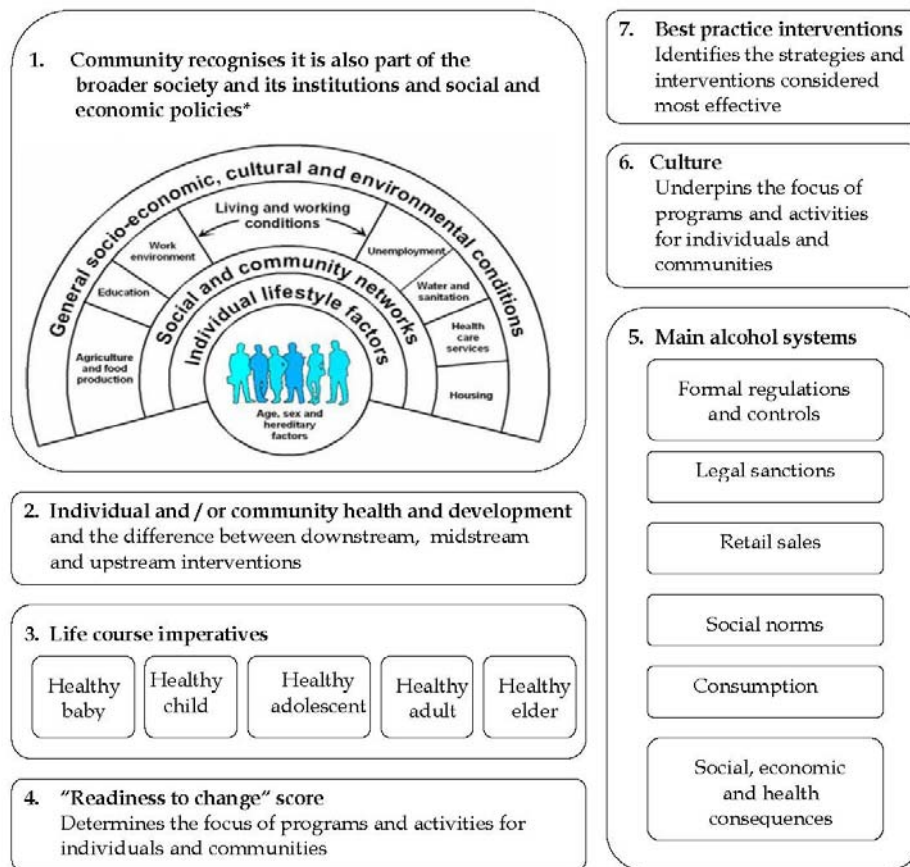 1. Community recognises it is also part of the
broader society and its institutions and social and
economic policies*
General socio-economic, cultural and environmental conditions
Living and working
conditions
Work
environment
Education
Agriculture
and food
production
Unemployment
Water and
sanitation
Health
care
services
Housing
Social and community networks
Individual lifestyle factors
Age, sex and
hereditary
factors
2. Individual and / or community health and development
and the difference between downstream, midstream
and upstream interventions
3. Life course imperatives
Healthy
baby
Healthy
child
Healthy
adolescent
Healthy
adult
Healthy
elder
4. "Readiness to change" score
Determines the focus of programs and activities for
individuals and communities
7. Best practice interventions
Identifies the strategies and
interventions considered
most effective
6. Culture
Underpins the focus of
programs and activities
for individuals and
communities
5. Main alcohol systems
Formal regulations
and controls
Legal sanctions
Retail sales
Social norms
Consumption
Social, economic
and health
consequences